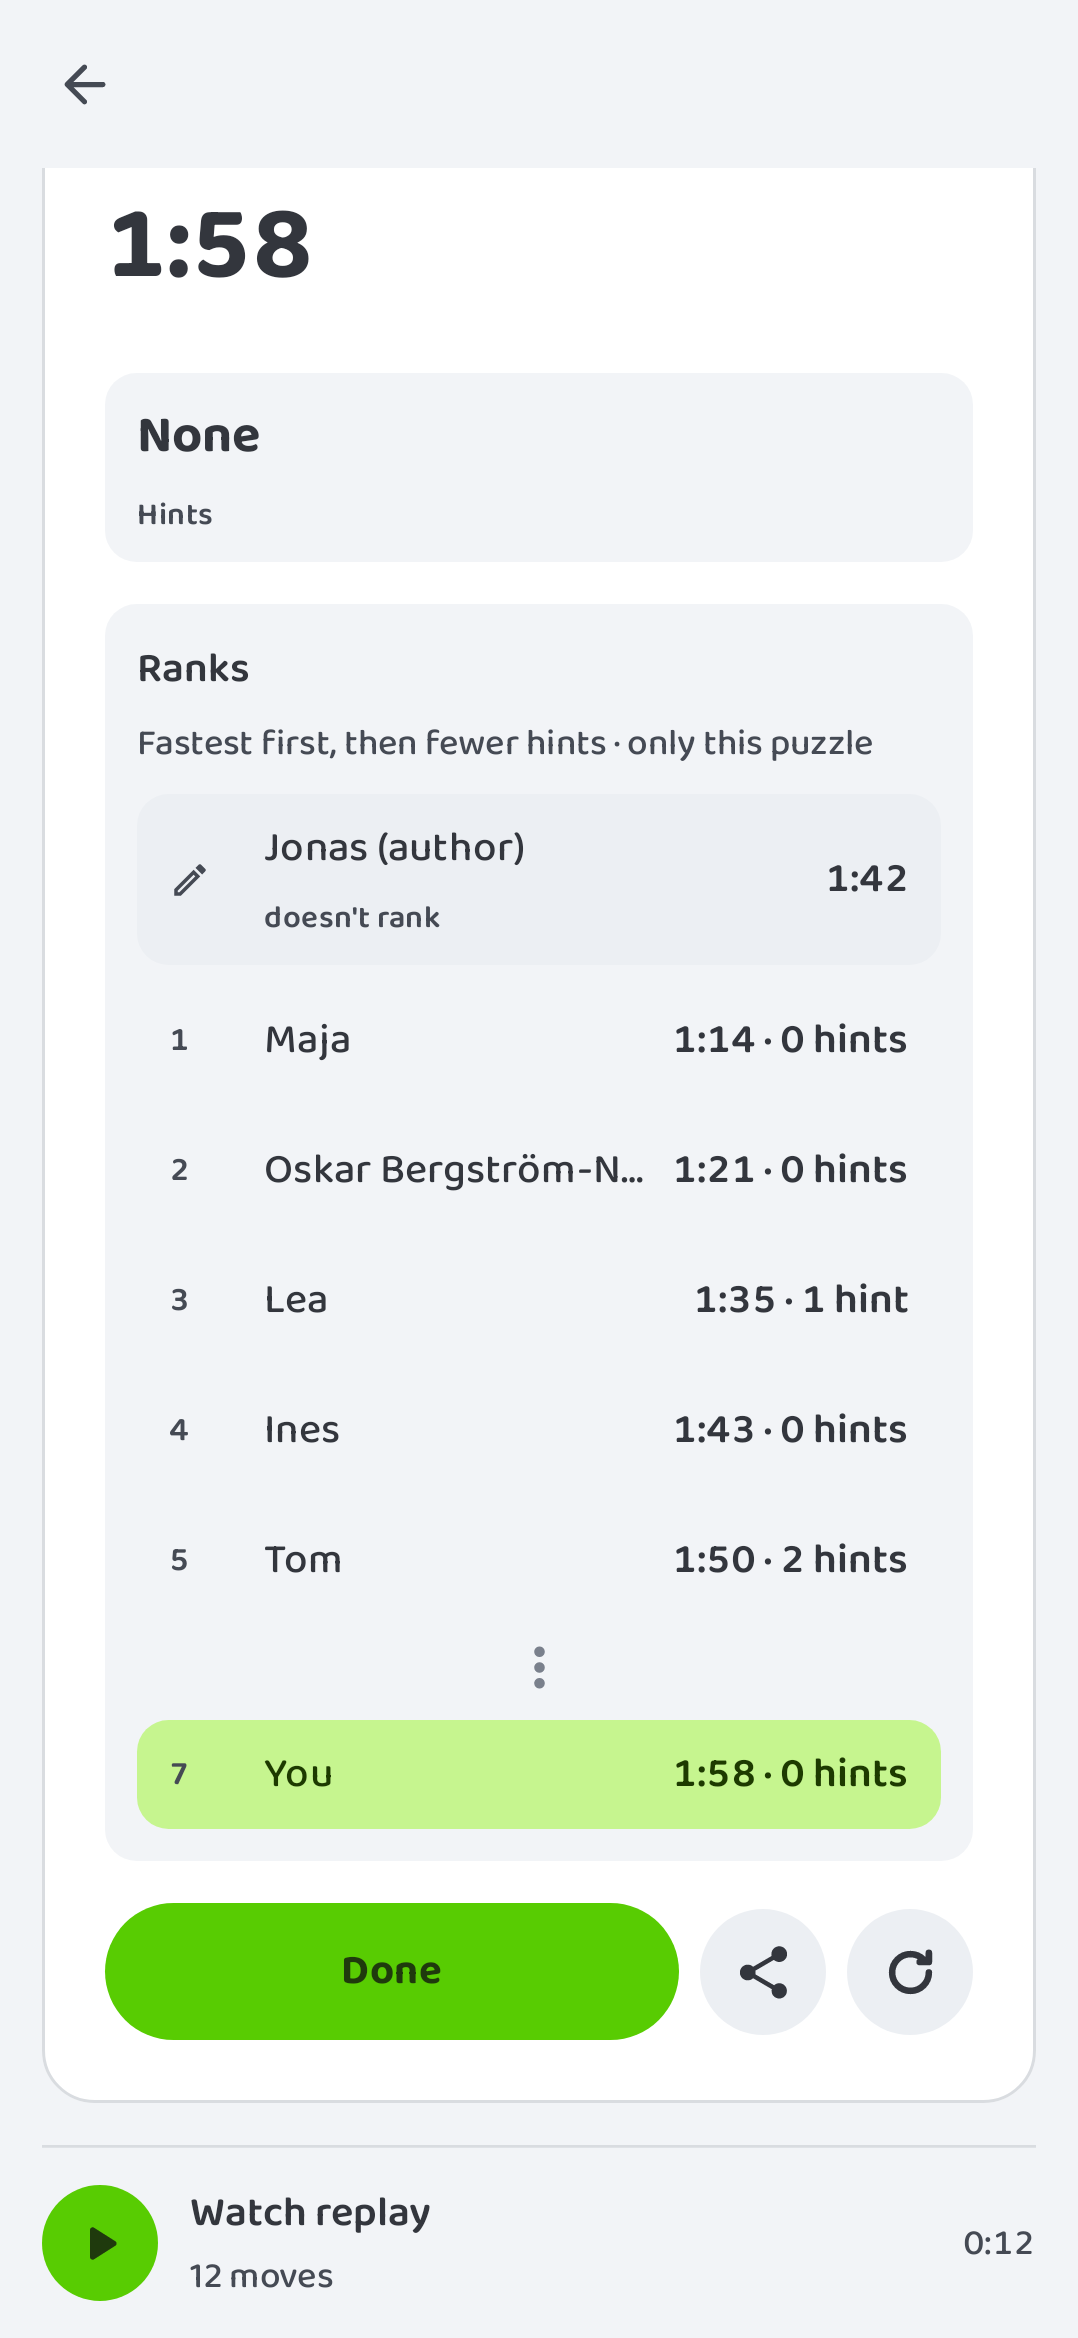 1:58
None
Hints
Ranks
Fastest first, then fewer hints · only this puzzle
Jonas (author)
doesn't rank
1:42
1 Maja 1:14 · 0 hints
2 Oskar Bergström-N... 1:21 · 0 hints
3 Lea 1:35 · 1 hint
4 Ines 1:43 · 0 hints
5 Tom 1:50 · 2 hints
7 You 1:58 · 0 hints
Done
Watch replay
12 moves
0:12